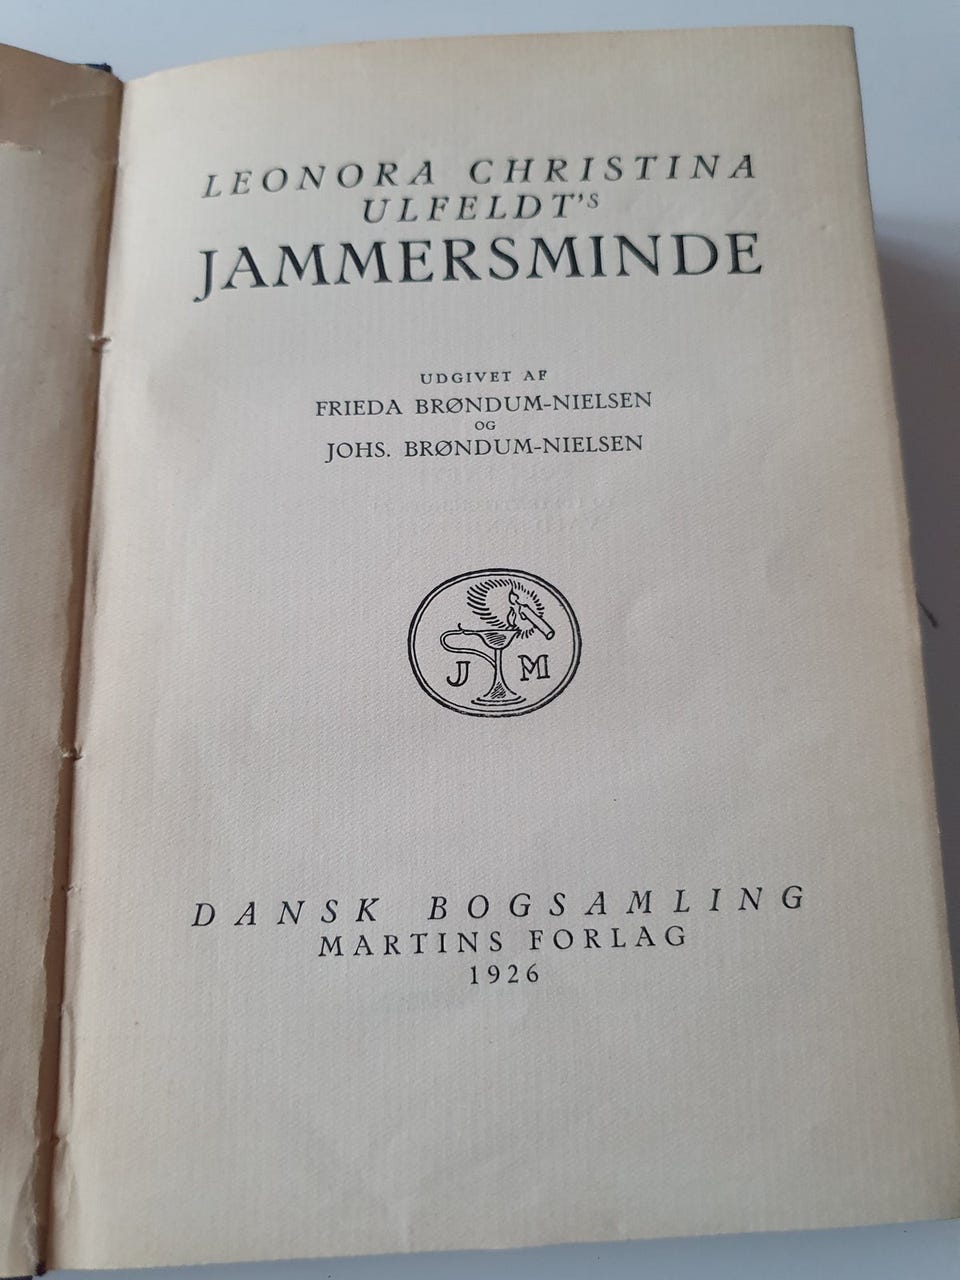 LEONORA CHRISTINA
ULFELDT's
JAMMERSMINDE
UDGIVET AF
FRIEDA BRØNDUM-NIELSEN
OG
JOHS. BRØNDUM-NIELSEN
J M
DANSK BOGSAMLING
MARTINS FORLAG
1926